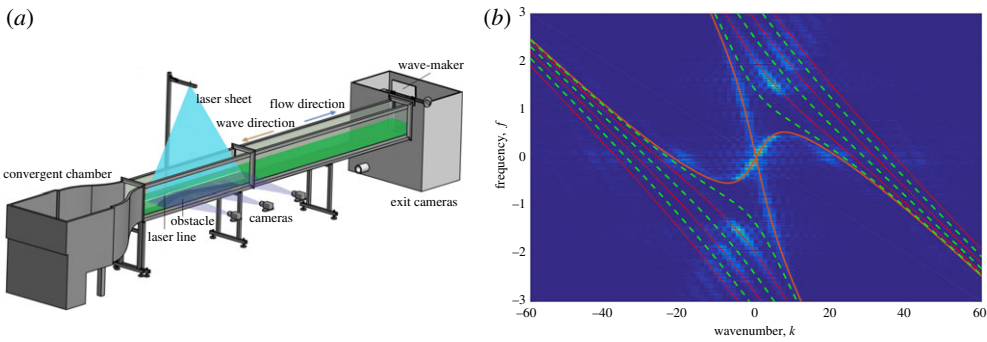 (a)
wave-maker
laser sheet
flow direction
wave direction
convergent chamber
exit cameras
obstacle
cameras
laser line
(b)
3
2
1
0
−1
−2
−3
frequency, f
−60
−40
−20
0
20
40
60
wavenumber, k